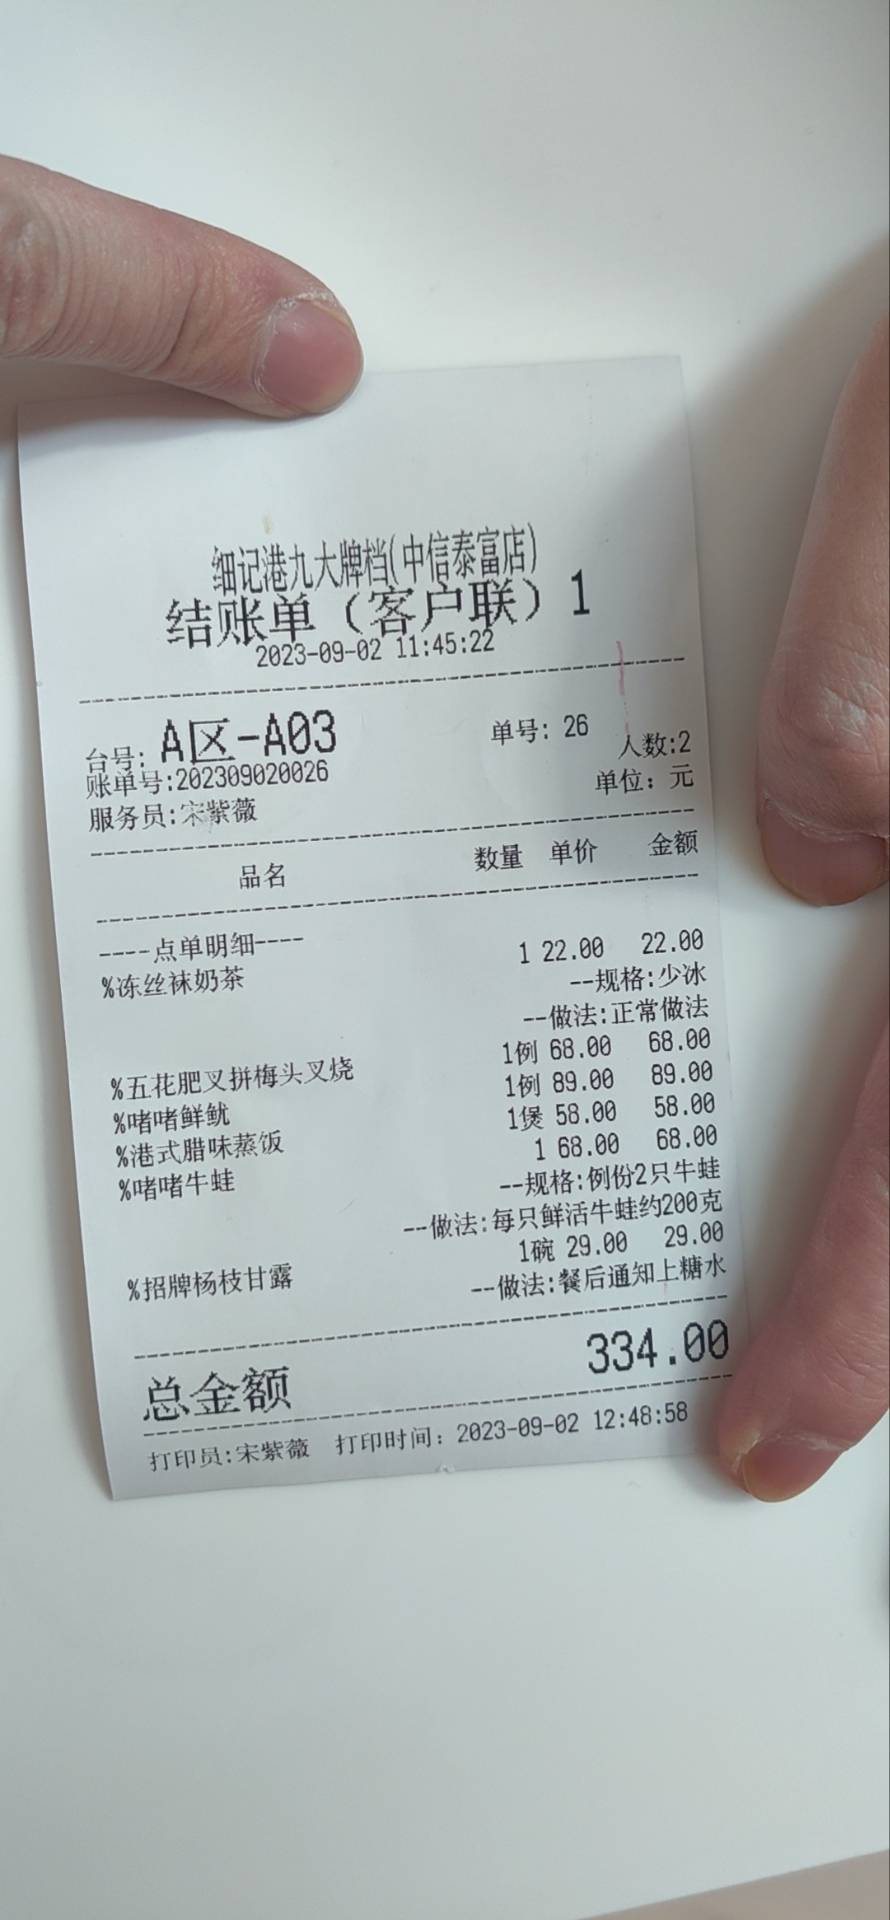 细记港九大牌档(中信泰富店)
结账单（客户联）1
2023-09-02 11:45:22
台号: A区-A03 单号: 26 人数:2
账单号:202309020026 单位：元
服务员:宋紫薇
品名 数量 单价 金额
----点单明细----
%冻丝袜奶茶 1 22.00 22.00
--规格:少冰
--做法:正常做法
%五花肥叉拼梅头叉烧 1例 68.00 68.00
%啫啫鲜鱿 1例 89.00 89.00
%港式腊味蒸饭 1煲 58.00 58.00
%啫啫牛蛙 1 68.00 68.00
--规格:例份2只牛蛙
--做法:每只鲜活牛蛙约200克
%招牌杨枝甘露 1碗 29.00 29.00
--做法:餐后通知上糖水
总金额 334.00
打印员:宋紫薇 打印时间：2023-09-02 12:48:58